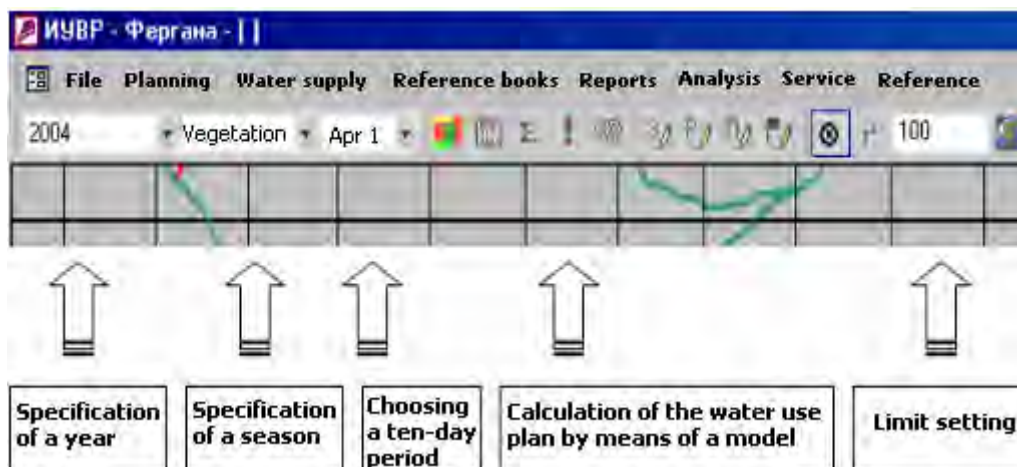 ИУВР - Фергана - [ ]
File Planning Water supply Reference books Reports Analysis Service Reference
2004 Vegetation Apr 1 Σ ! 100
Specification
of a year
Specification
of a season
Choosing
a ten-day
period
Calculation of the water use
plan by means of a model
Limit setting